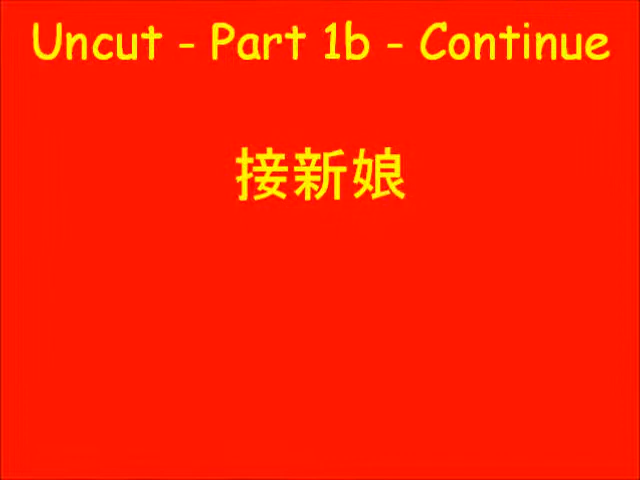 Uncut - Part 1b - Continue
接新娘